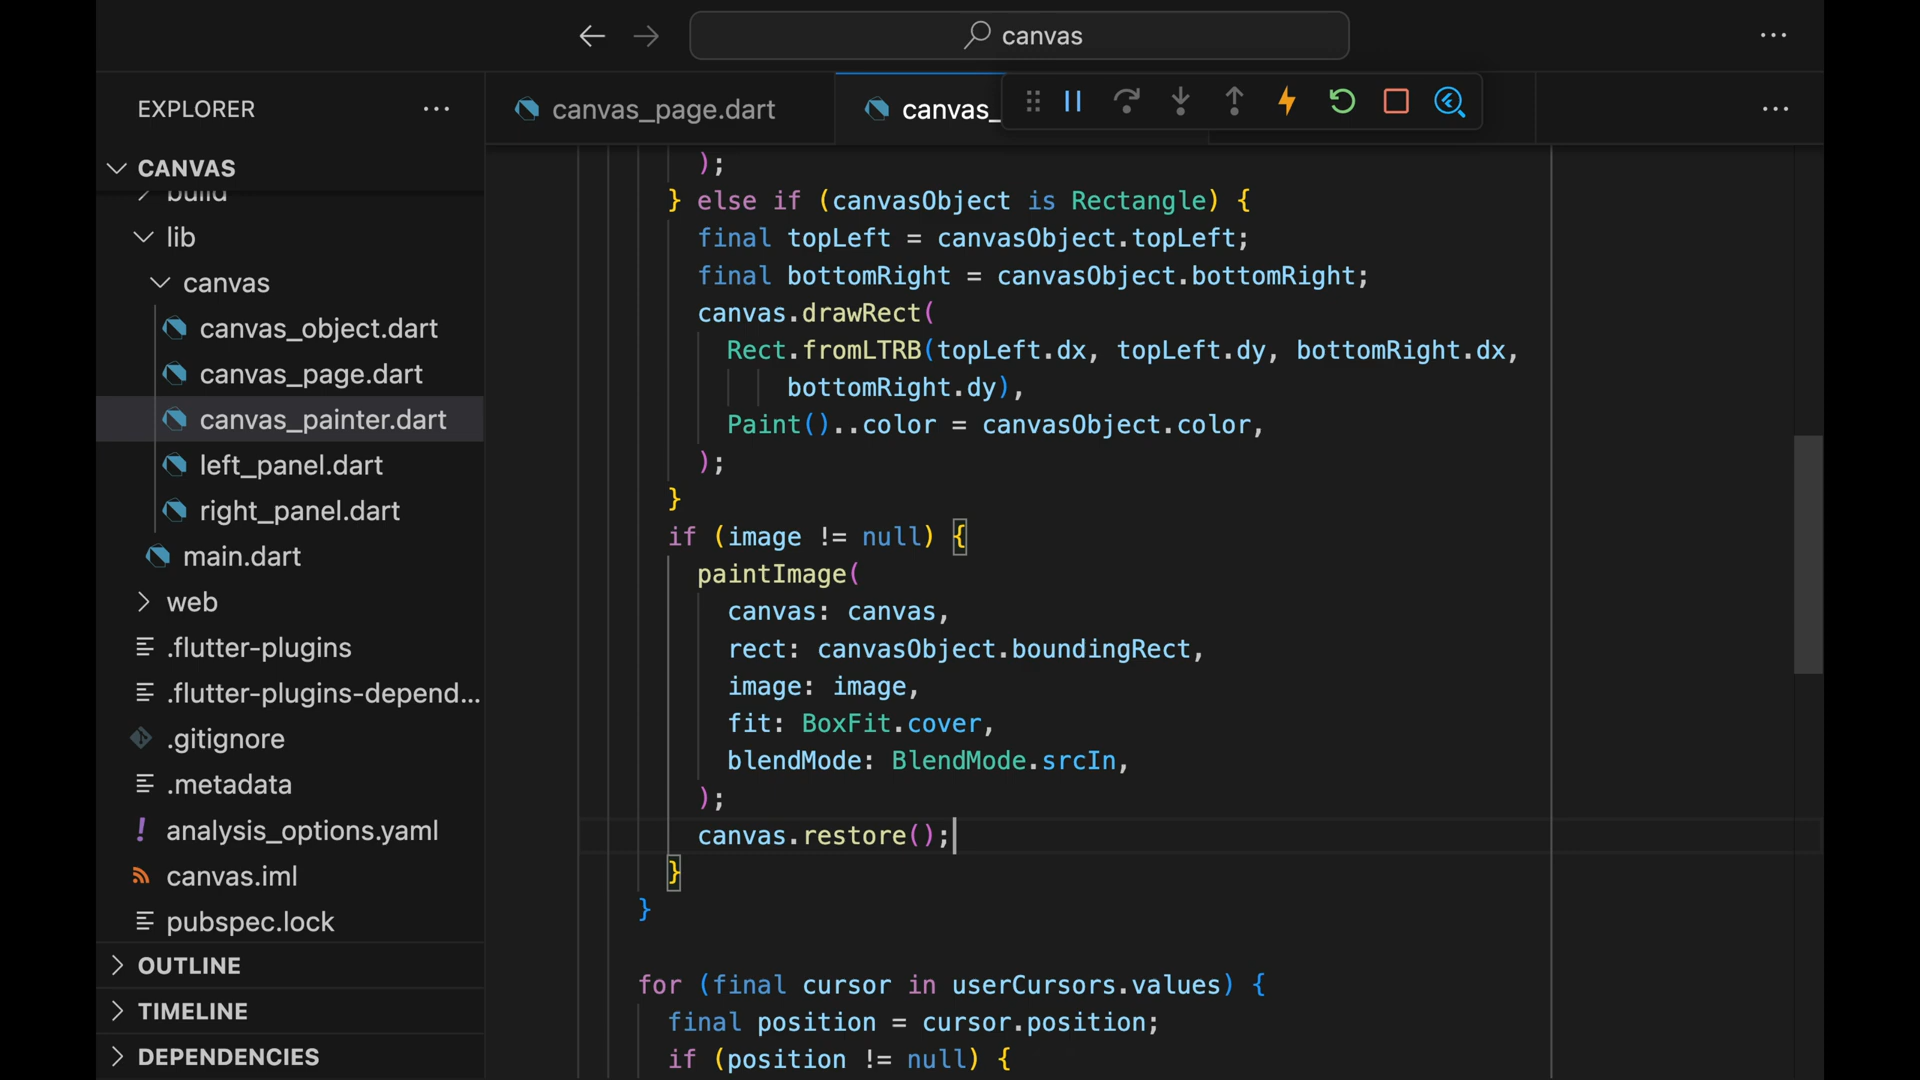 canvas
EXPLORER
canvas_page.dart
canvas_
CANVAS
build
lib
canvas
canvas_object.dart
canvas_page.dart
canvas_painter.dart
left_panel.dart
right_panel.dart
main.dart
web
.flutter-plugins
.flutter-plugins-depend...
.gitignore
.metadata
analysis_options.yaml
canvas.iml
pubspec.lock
OUTLINE
TIMELINE
DEPENDENCIES
);
} else if (canvasObject is Rectangle) {
final topLeft = canvasObject.topLeft;
final bottomRight = canvasObject.bottomRight;
canvas.drawRect(
Rect.fromLTRB(topLeft.dx, topLeft.dy, bottomRight.dx,
bottomRight.dy),
Paint()..color = canvasObject.color,
);
}
if (image != null) {
paintImage(
canvas: canvas,
rect: canvasObject.boundingRect,
image: image,
fit: BoxFit.cover,
blendMode: BlendMode.srcIn,
);
canvas.restore();
}
}
for (final cursor in userCursors.values) {
final position = cursor.position;
if (position != null) {